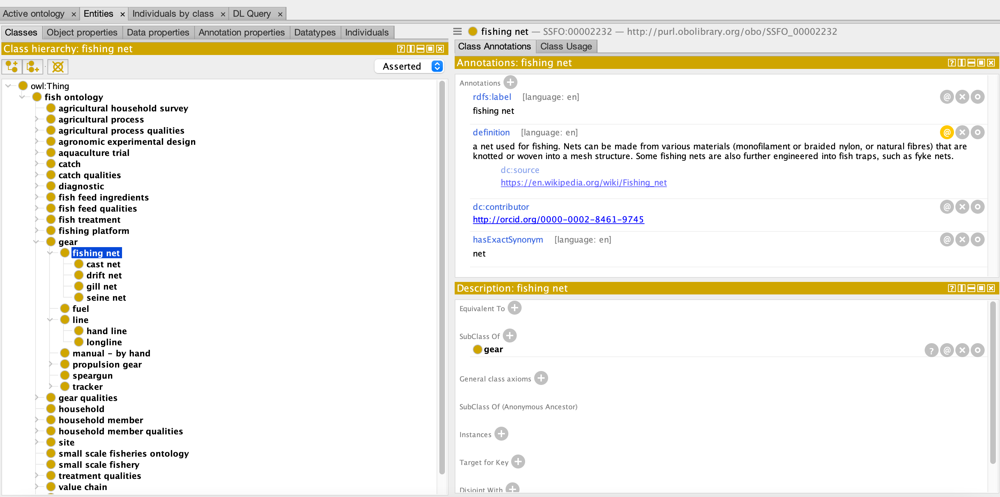 Active ontology × Entities × Individuals by class × DL Query ×
Classes Object properties Data properties Annotation properties Datatypes Individuals
Class hierarchy: fishing net
Asserted
owl:Thing
fish ontology
agricultural household survey
agricultural process
agricultural process qualities
agronomic experimental design
aquaculture trial
catch
catch qualities
diagnostic
fish feed ingredients
fish feed qualities
fish treatment
fishing platform
gear
fishing net
cast net
drift net
gill net
seine net
fuel
line
hand line
longline
manual - by hand
propulsion gear
speargun
tracker
gear qualities
household
household member
household member qualities
site
small scale fisheries ontology
small scale fishery
treatment qualities
value chain
fishing net — SSFO:00002232 — http://purl.obolibrary.org/obo/SSFO_00002232
Class Annotations Class Usage
Annotations: fishing net
Annotations
rdfs:label [language: en]
fishing net
definition [language: en]
a net used for fishing. Nets can be made from various materials (monofilament or braided nylon, or natural fibres) that are
knotted or woven into a mesh structure. Some fishing nets are also further engineered into fish traps, such as fyke nets.
dc:source
https://en.wikipedia.org/wiki/Fishing_net
dc:contributor
http://orcid.org/0000-0002-8461-9745
hasExactSynonym [language: en]
net
Description: fishing net
Equivalent To
SubClass Of
gear
General class axioms
SubClass Of (Anonymous Ancestor)
Instances
Target for Key
Disjoint With